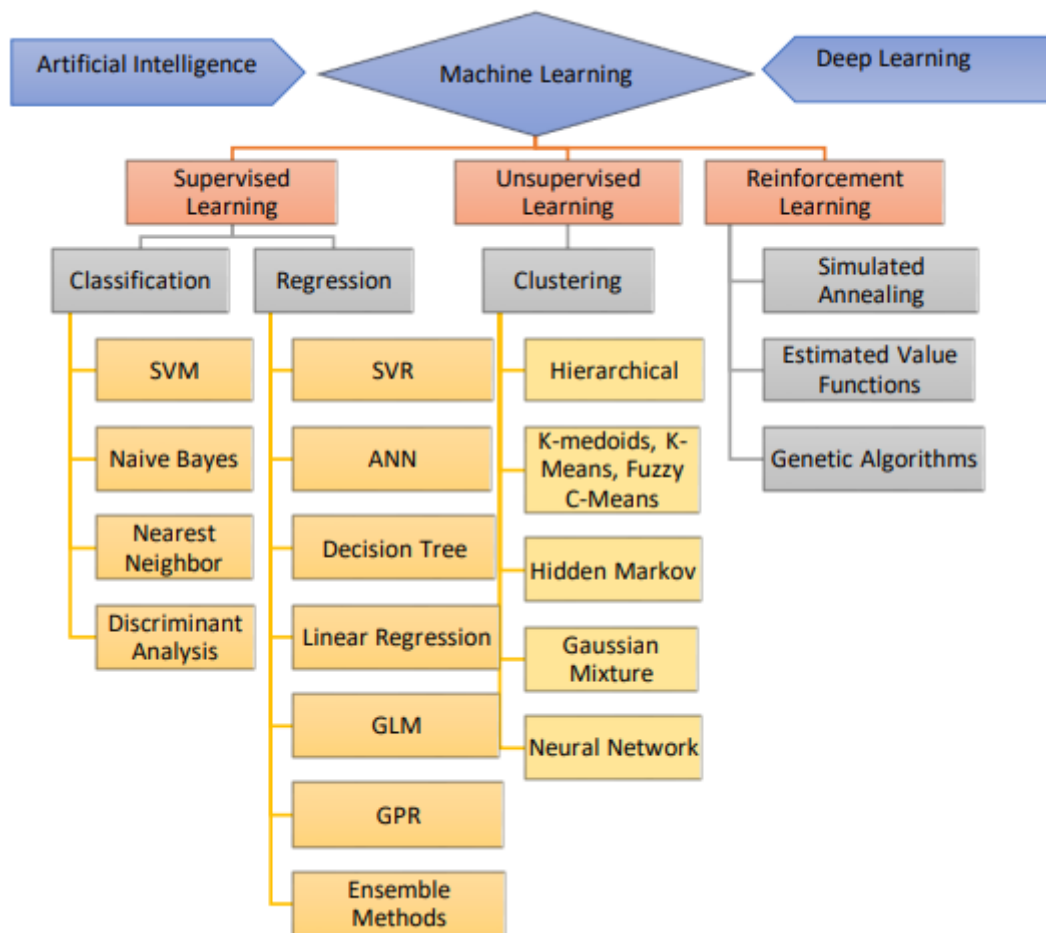 Artificial Intelligence
Machine Learning
Deep Learning
Supervised
Learning
Unsupervised
Learning
Reinforcement
Learning
Classification
Regression
Clustering
Simulated
Annealing
SVM
SVR
Hierarchical
Estimated Value
Functions
Naive Bayes
ANN
K-medoids, K-
Means, Fuzzy
C-Means
Genetic Algorithms
Nearest
Neighbor
Decision Tree
Hidden Markov
Discriminant
Analysis
Linear Regression
Gaussian
Mixture
GLM
Neural Network
GPR
Ensemble
Methods